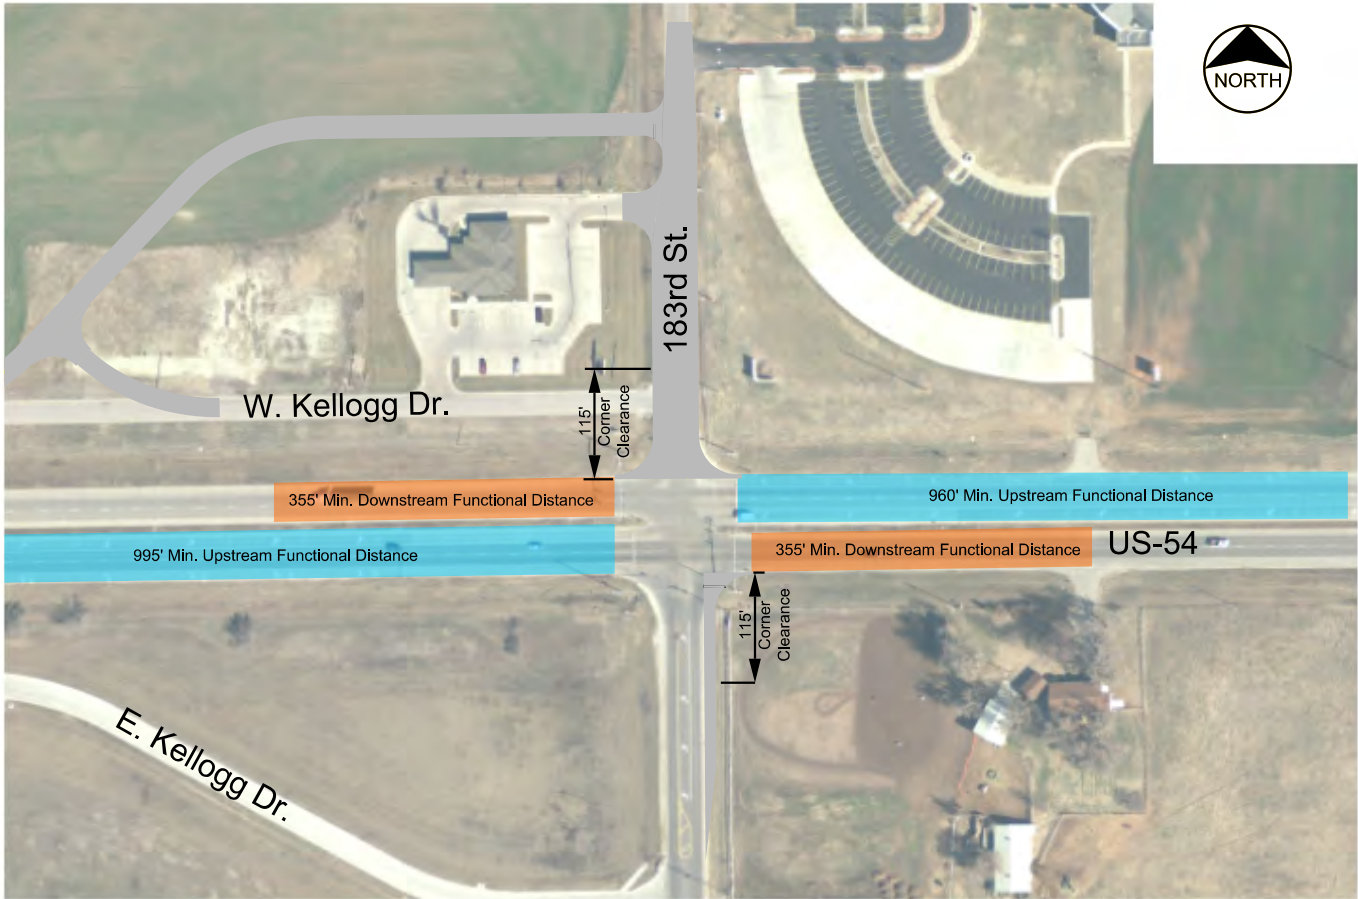 NORTH
183rd St.
W. Kellogg Dr.
115'
Corner
Clearance
355' Min. Downstream Functional Distance
960' Min. Upstream Functional Distance
995' Min. Upstream Functional Distance
355' Min. Downstream Functional Distance
US-54
115'
Corner
Clearance
E. Kellogg Dr.